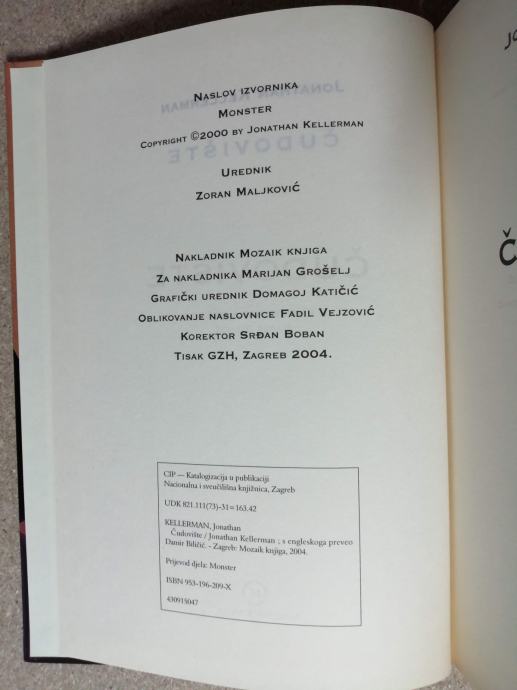 NASLOV IZVORNIKA
MONSTER
COPYRIGHT ©2000 BY JONATHAN KELLERMAN
UREDNIK
ZORAN MALJKOVIĆ
NAKLADNIK MOZAIK KNJIGA
ZA NAKLADNIKA MARIJAN GROŠELJ
GRAFIČKI UREDNIK DOMAGOJ KATIČIĆ
OBLIKOVANJE NASLOVNICE FADIL VEJZOVIĆ
KOREKTOR SRĐAN BOBAN
TISAK GZH, ZAGREB 2004.
CIP — Katalogizacija u publikaciji
Nacionalna i sveučilišna knjižnica, Zagreb
UDK 821.111(73)-31=163.42
KELLERMAN, Jonathan
Čudovište / Jonathan Kellerman ; s engleskoga preveo
Damir Biličić. - Zagreb: Mozaik knjiga, 2004.
Prijevod djela: Monster
ISBN 953-196-209-X
430915047
JO
Č